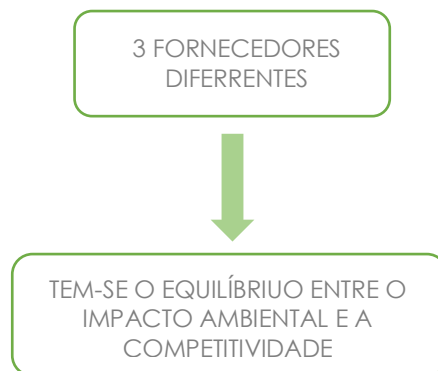 3 FORNECEDORES
DIFERRENTES
TEM-SE O EQUILÍBRIUO ENTRE O
IMPACTO AMBIENTAL E A
COMPETITIVIDADE